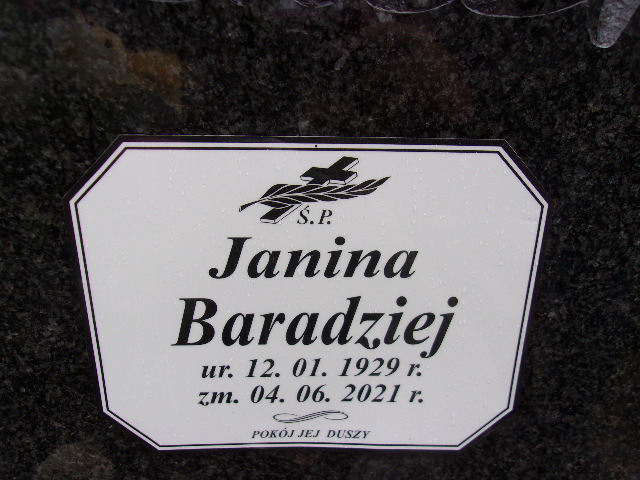 Ś.P.
Janina
Baradziej
ur. 12. 01. 1929 r.
zm. 04. 06. 2021 r.
POKÓJ JEJ DUSZY